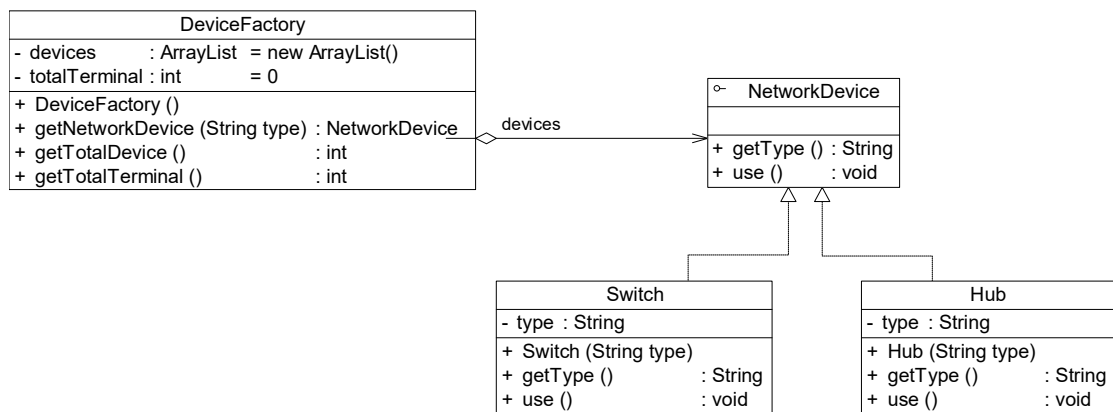 DeviceFactory
- devices : ArrayList = new ArrayList()
- totalTerminal : int = 0
+ DeviceFactory ()
+ getNetworkDevice (String type) : NetworkDevice
+ getTotalDevice () : int
+ getTotalTerminal () : int
devices
NetworkDevice
+ getType () : String
+ use () : void
Switch
- type : String
+ Switch (String type)
+ getType () : String
+ use () : void
Hub
- type : String
+ Hub (String type)
+ getType () : String
+ use () : void